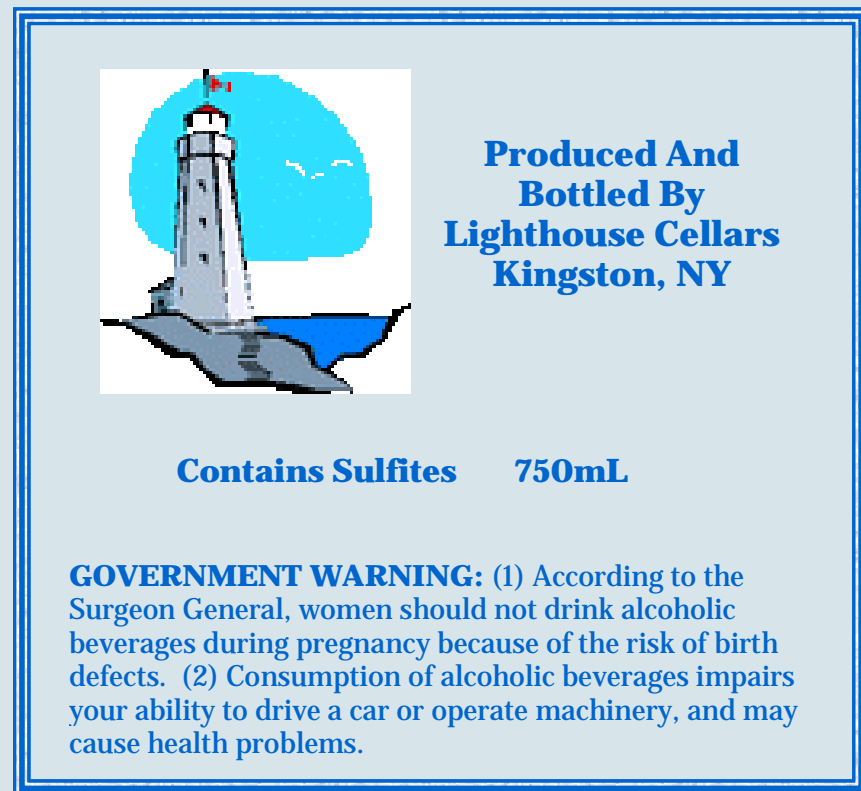 Produced And
Bottled By
Lighthouse Cellars
Kingston, NY
Contains Sulfites 750mL
GOVERNMENT WARNING: (1) According to the
Surgeon General, women should not drink alcoholic
beverages during pregnancy because of the risk of birth
defects. (2) Consumption of alcoholic beverages impairs
your ability to drive a car or operate machinery, and may
cause health problems.